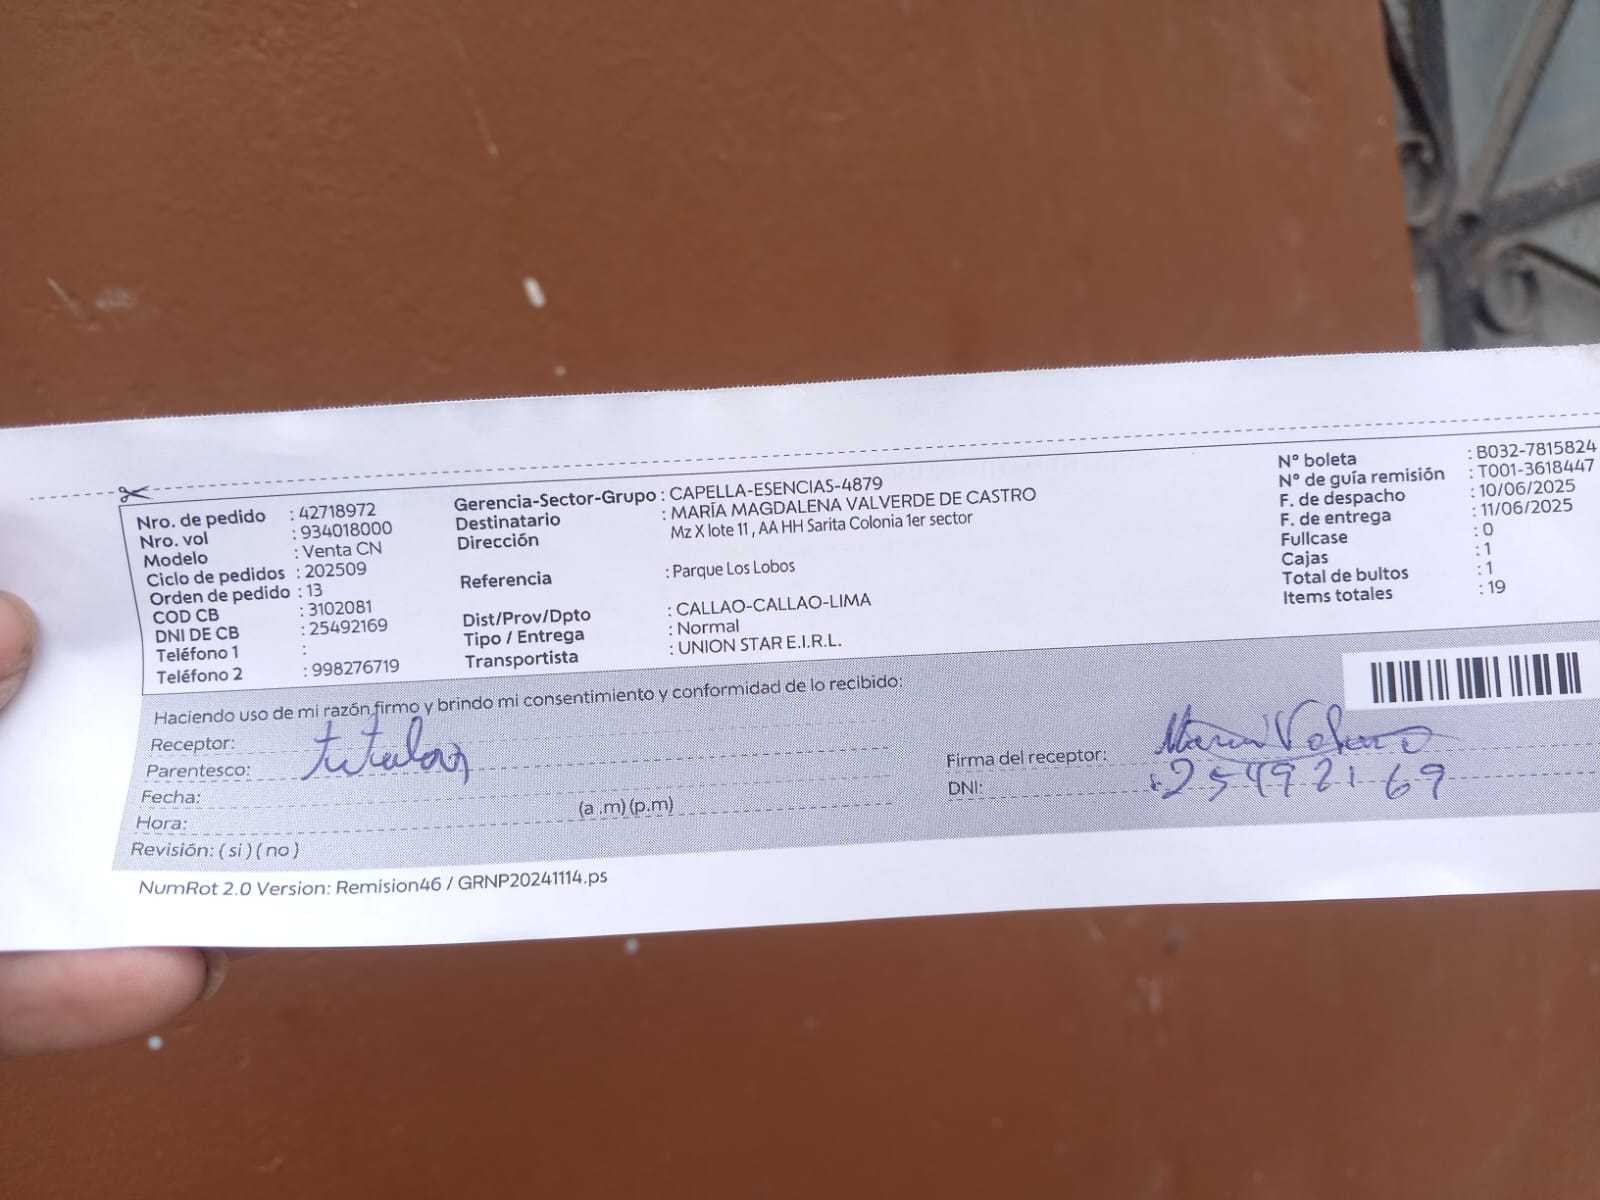 Nro. de pedido : 42718972
Nro. vol : 934018000
Modelo : Venta CN
Ciclo de pedidos : 202509
Orden de pedido : 13
COD CB : 3102081
DNI DE CB : 25492169
Teléfono 1 :
Teléfono 2 : 998276719
Gerencia-Sector-Grupo : CAPELLA-ESENCIAS-4879
Destinatario : MARÍA MAGDALENA VALVERDE DE CASTRO
Dirección Mz X lote 11 , AA HH Sarita Colonia 1er sector
Referencia : Parque Los Lobos
Dist/Prov/Dpto : CALLAO-CALLAO-LIMA
Tipo / Entrega : Normal
Transportista : UNION STAR E.I.R.L.
N° boleta : B032-7815824
N° de guía remisión : T001-3618447
F. de despacho : 10/06/2025
F. de entrega : 11/06/2025
Fullcase : 0
Cajas : 1
Total de bultos : 1
Items totales : 19
Haciendo uso de mi razón firmo y brindo mi consentimiento y conformidad de lo recibido:
Receptor: titular
Parentesco:
Fecha:
Hora: (a .m) (p.m)
Revisión: ( si ) ( no )
Firma del receptor: Maria
DNI: 25492169
NumRot 2.0 Version: Remision46 / GRNP20241114.ps